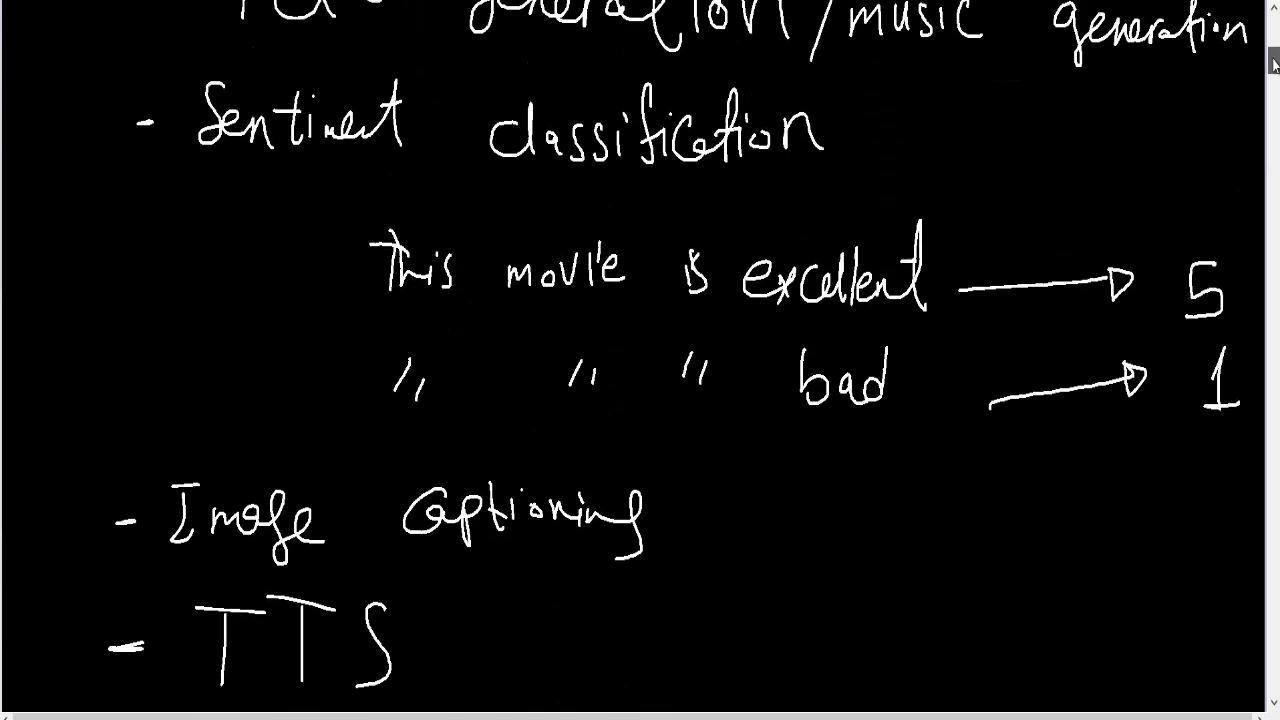 generation/music generation
- Sentiment classification
This movie is excellent → 5
" " " bad → 1
- Image captioning
- TTS